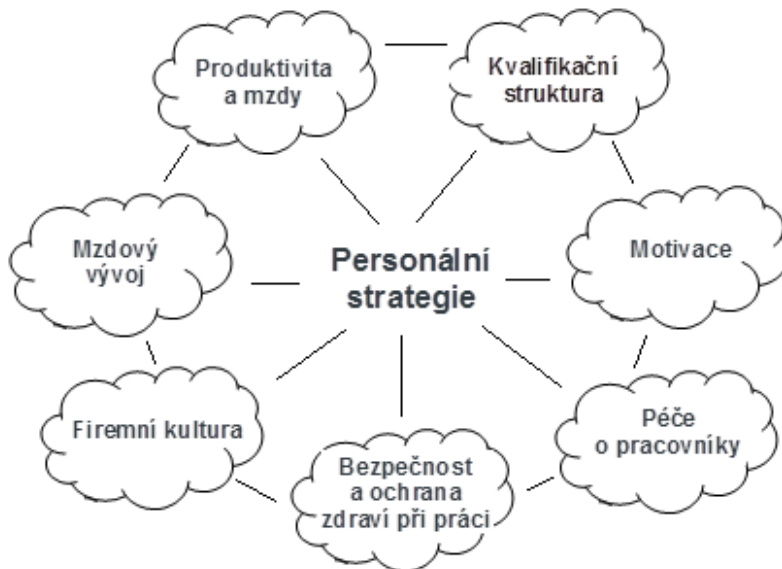 Produktivita
a mzdy
Kvalifikační
struktura
Mzdový
vývoj
Personální
strategie
Motivace
Firemní kultura
Bezpečnost
a ochrana
zdraví při práci
Péče
o pracovníky